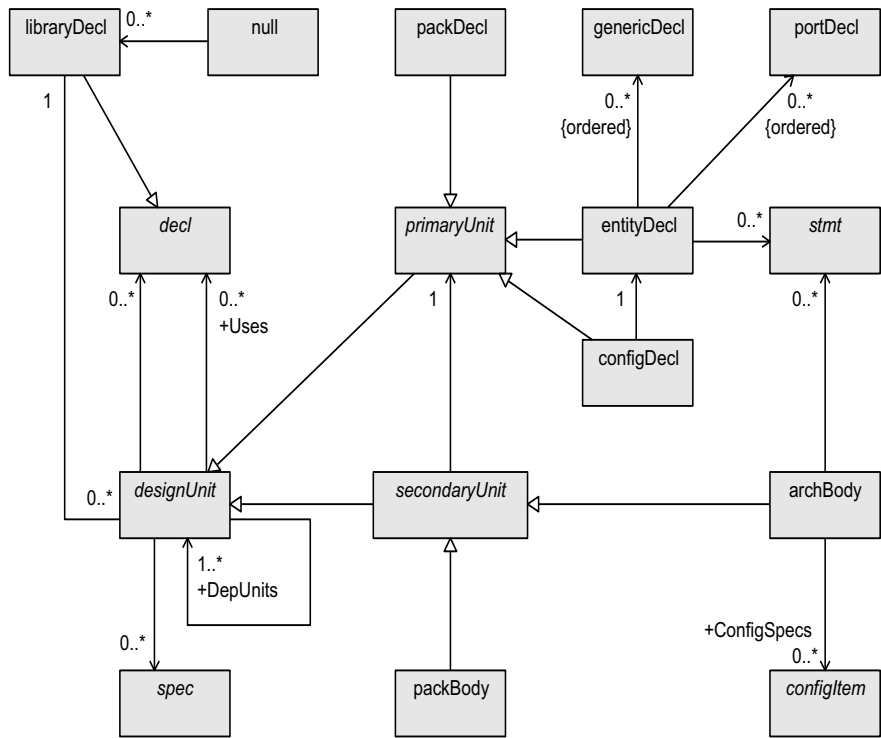 libraryDecl
0..*
null
packDecl
genericDecl
portDecl
1
0..*
{ordered}
0..*
{ordered}
decl
primaryUnit
entityDecl
0..*
stmt
0..*
0..*
+Uses
1
1
0..*
configDecl
designUnit
secondaryUnit
archBody
0..*
1..*
+DepUnits
0..*
+ConfigSpecs
0..*
spec
packBody
configItem